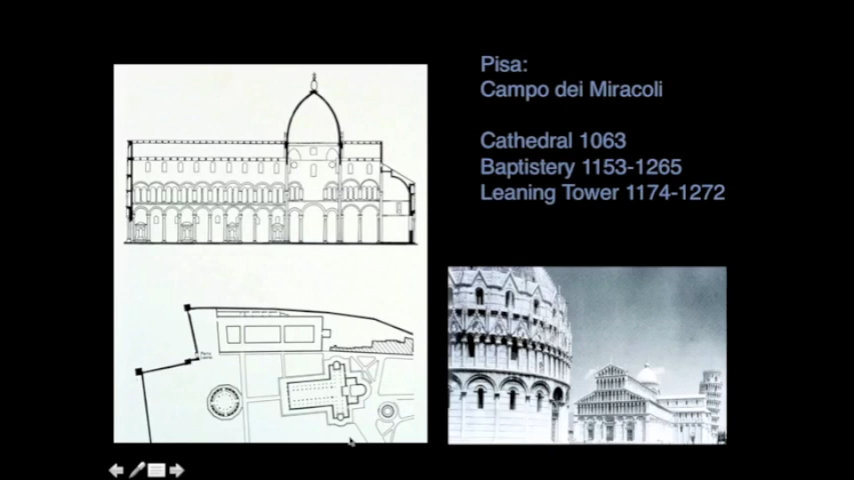 Pisa:
Campo dei Miracoli
Cathedral 1063
Baptistery 1153-1265
Leaning Tower 1174-1272